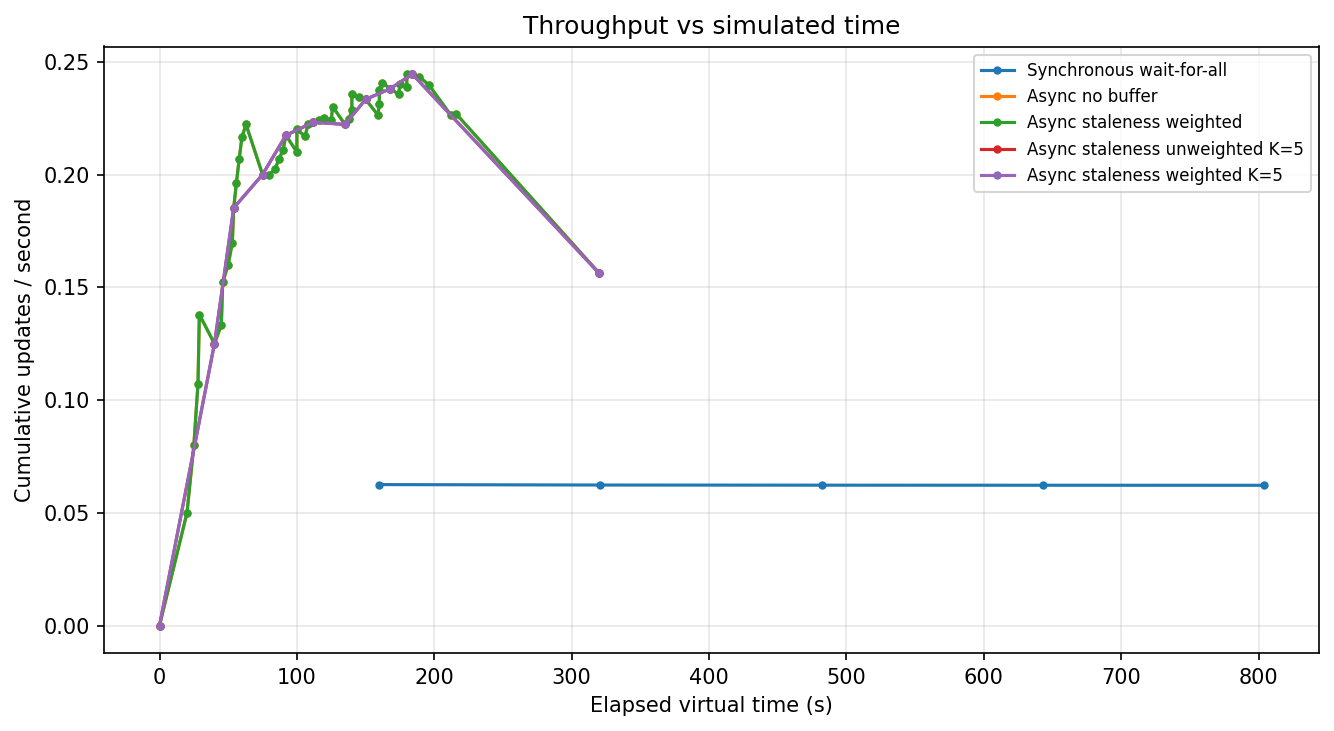 Throughput vs simulated time
Cumulative updates / second
0.25
0.20
0.15
0.10
0.05
0.00
Synchronous wait-for-all
Async no buffer
Async staleness weighted
Async staleness unweighted K=5
Async staleness weighted K=5
0 100 200 300 400 500 600 700 800
Elapsed virtual time (s)